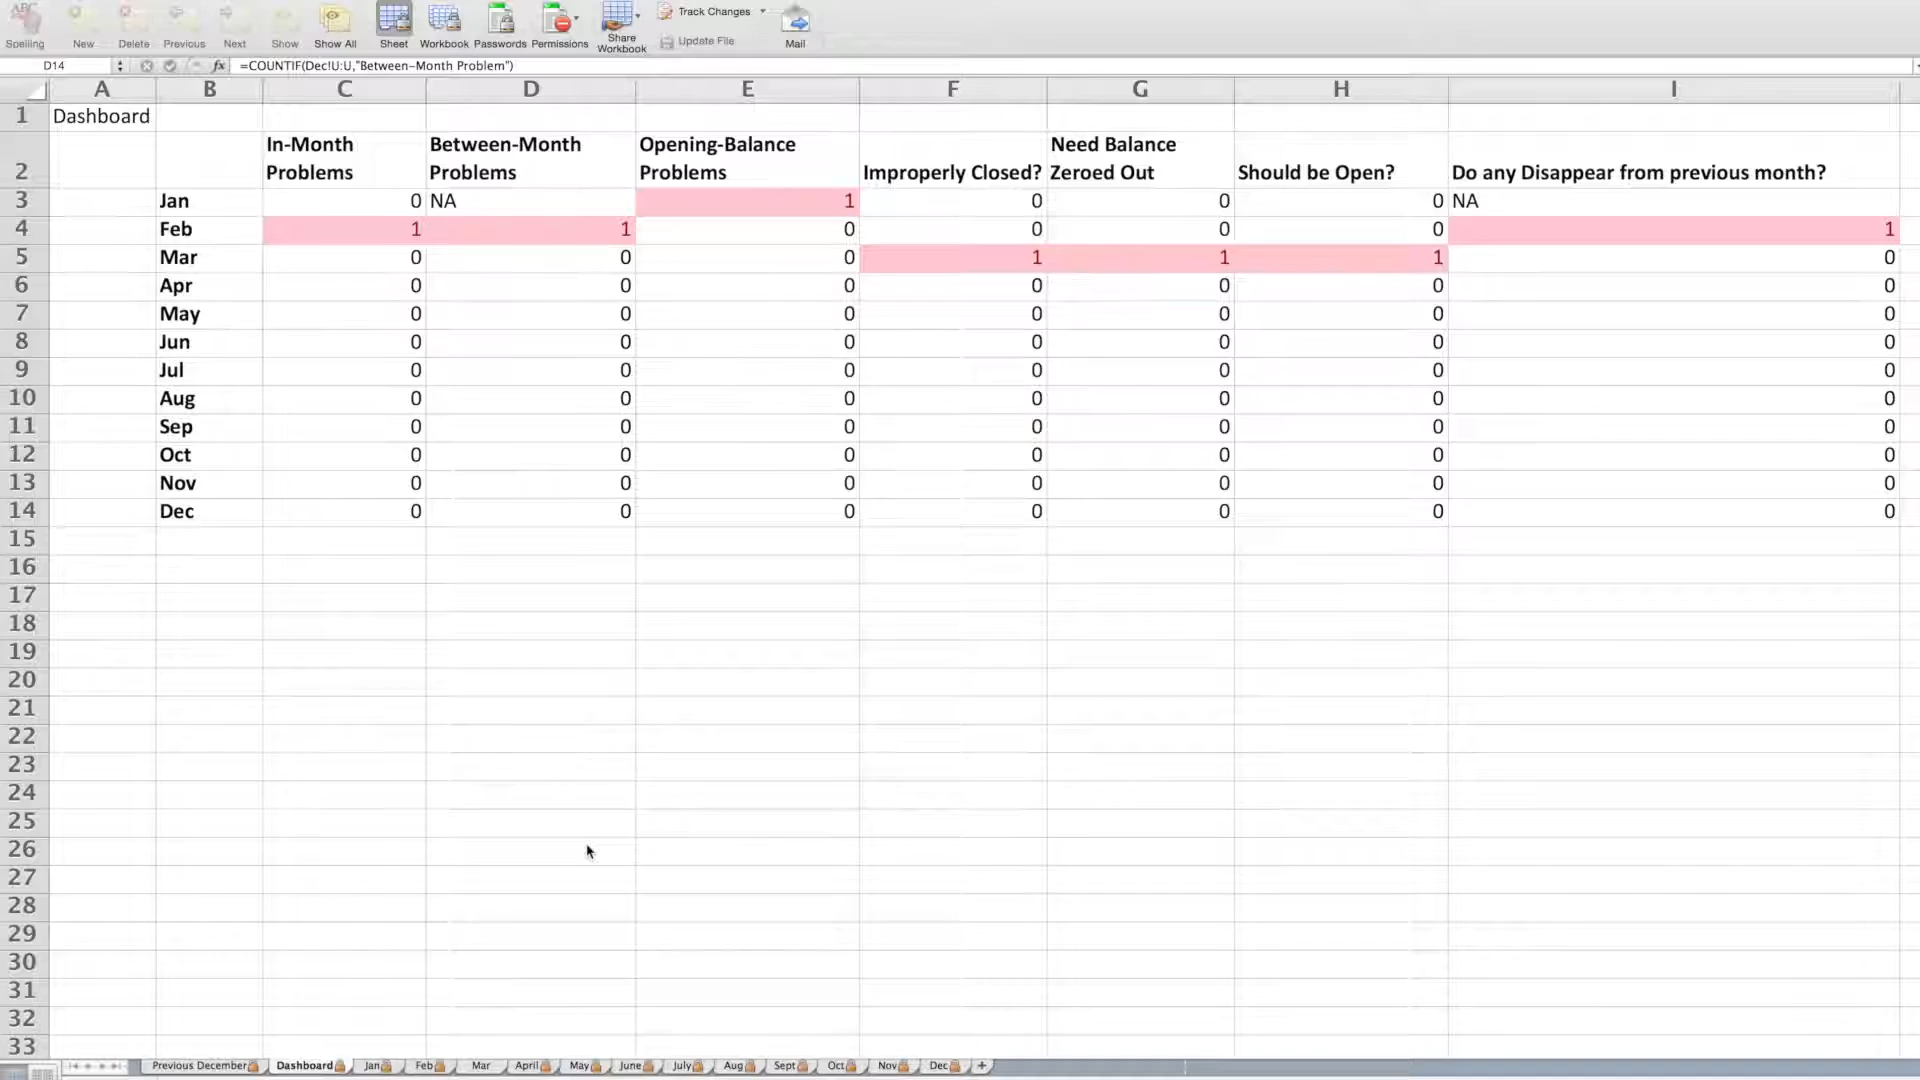 ABC
Spelling New Delete Previous Next Show Show All Sheet Workbook Passwords Permissions Share Workbook Track Changes Update File Mail
D14 fx =COUNTIF(Dec!U:U,"Between-Month Problem")
A B C D E F G H I
1 Dashboard
2 In-Month Problems Between-Month Problems Opening-Balance Problems Improperly Closed? Need Balance Zeroed Out Should be Open? Do any Disappear from previous month?
3 Jan 0 NA 1 0 0 0 NA
4 Feb 1 1 0 0 0 0 1
5 Mar 0 0 0 1 1 1 0
6 Apr 0 0 0 0 0 0 0
7 May 0 0 0 0 0 0 0
8 Jun 0 0 0 0 0 0 0
9 Jul 0 0 0 0 0 0 0
10 Aug 0 0 0 0 0 0 0
11 Sep 0 0 0 0 0 0 0
12 Oct 0 0 0 0 0 0 0
13 Nov 0 0 0 0 0 0 0
14 Dec 0 0 0 0 0 0 0
15
16
17
18
19
20
21
22
23
24
25
26
27
28
29
30
31
32
33
Previous December Dashboard Jan Feb Mar April May June July Aug Sept Oct Nov Dec +